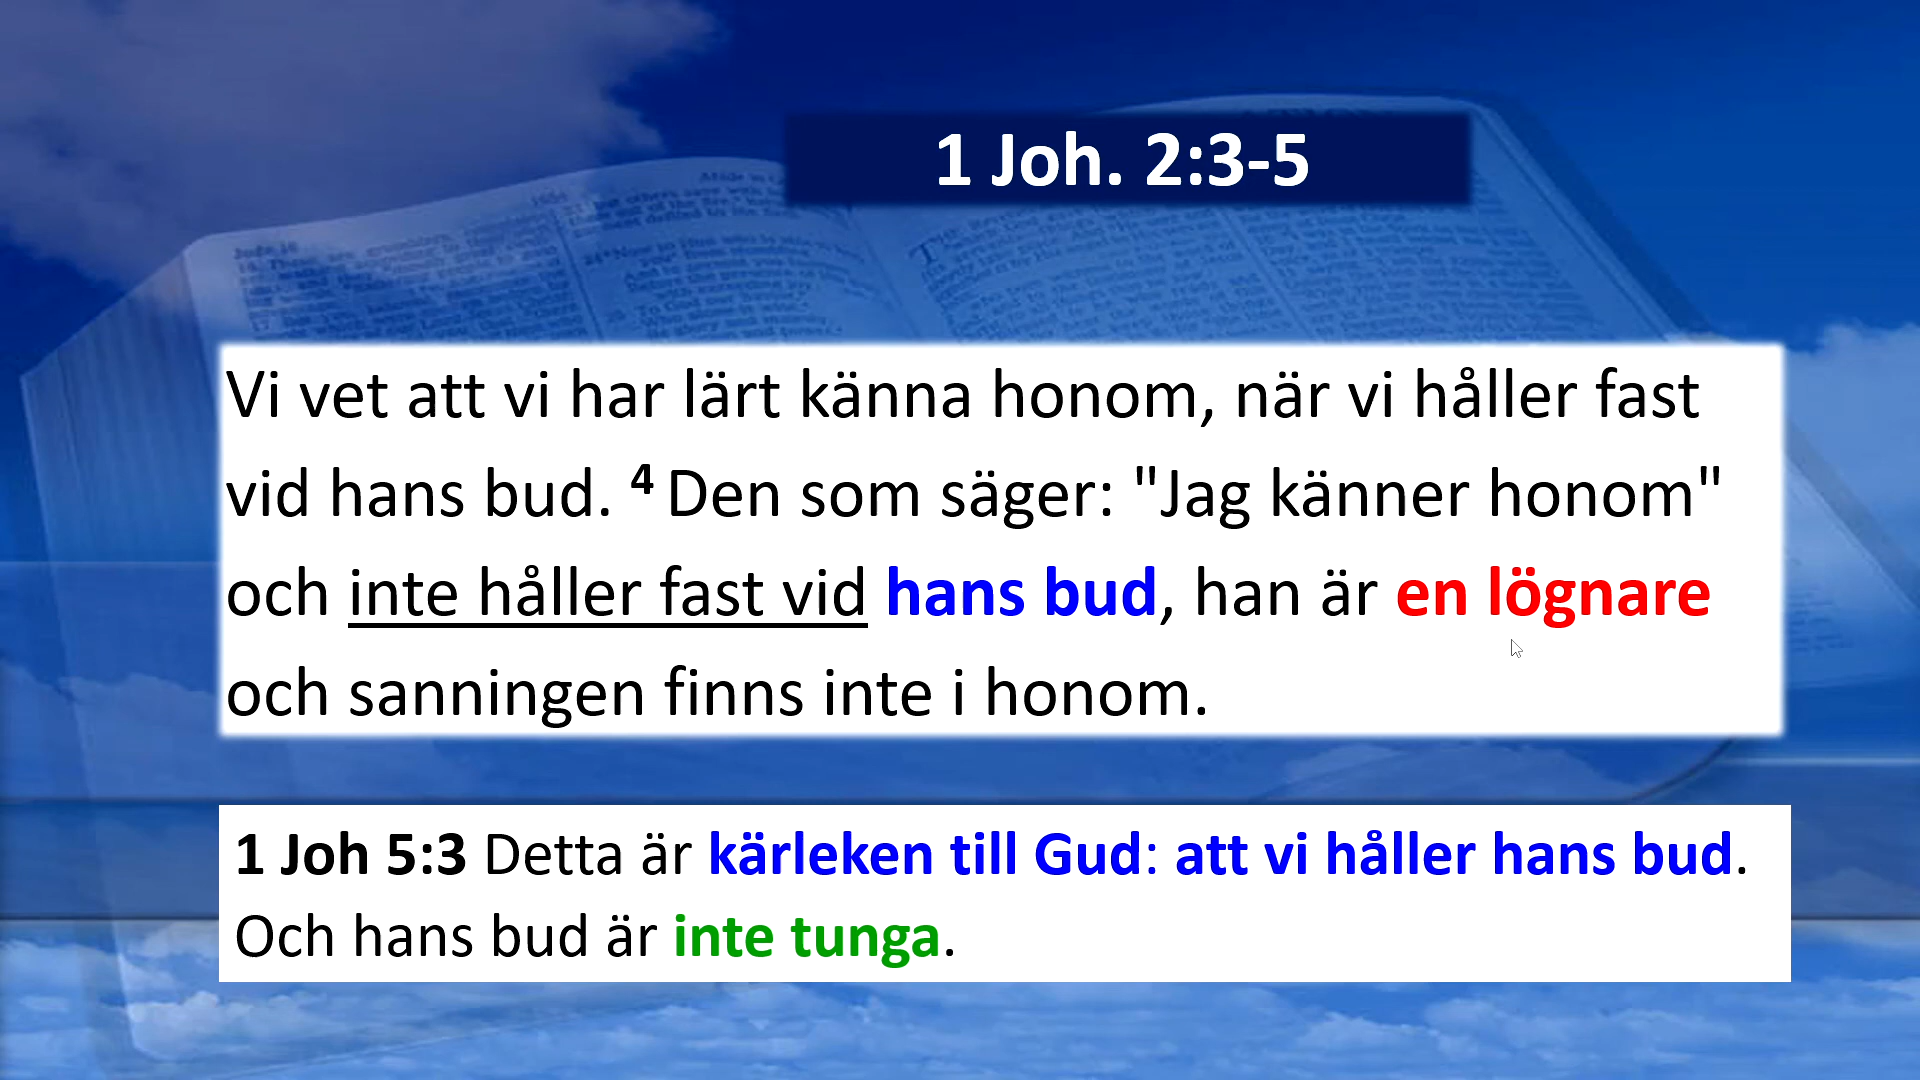 1 Joh. 2:3-5
Vi vet att vi har lärt känna honom, när vi håller fast
vid hans bud. ⁴ Den som säger: "Jag känner honom"
och inte håller fast vid hans bud, han är en lögnare
och sanningen finns inte i honom.
1 Joh 5:3 Detta är kärleken till Gud: att vi håller hans bud.
Och hans bud är inte tunga.